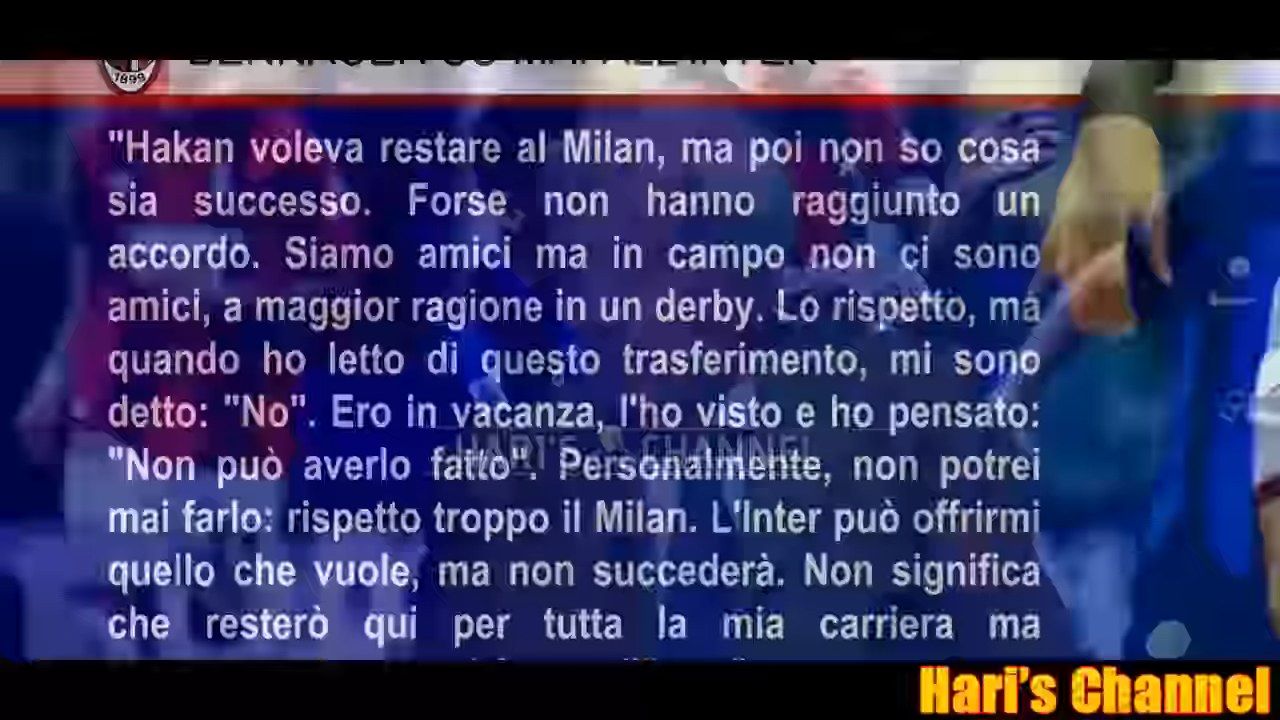 1899
"Hakan voleva restare al Milan, ma poi non so cosa
sia successo. Forse non hanno raggiunto un
accordo. Siamo amici ma in campo non ci sono
amici, a maggior ragione in un derby. Lo rispetto, ma
quando ho letto di questo trasferimento, mi sono
detto: "No". Ero in vacanza, l'ho visto e ho pensato:
"Non può averlo fatto". Personalmente, non potrei
mai farlo: rispetto troppo il Milan. L'Inter può offrirmi
quello che vuole, ma non succederà. Non significa
che resterò qui per tutta la mia carriera ma
HARI'S CHANNEL
Hari's Channel